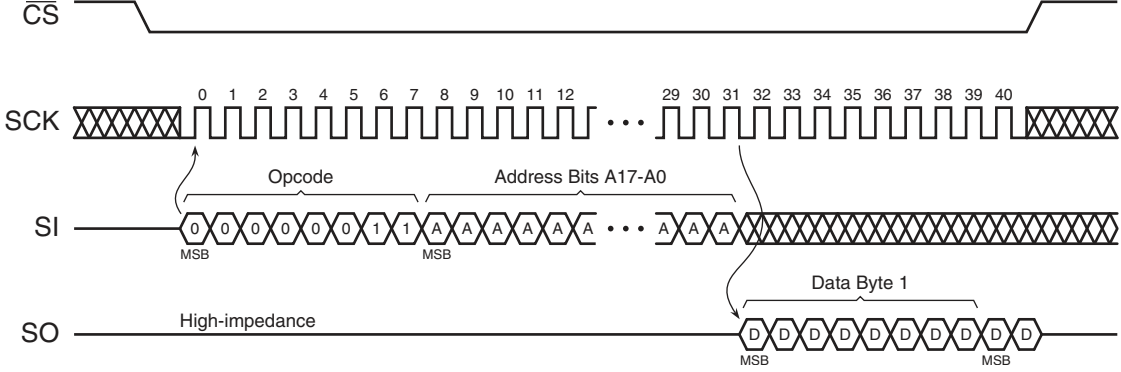 CS
0 1 2 3 4 5 6 7 8 9 10 11 12 29 30 31 32 33 34 35 36 37 38 39 40
SCK
Opcode Address Bits A17-A0
SI 0 0 0 0 0 0 1 1 A A A A A A A A A
MSB MSB
Data Byte 1
High-impedance
SO D D D D D D D D D D
MSB MSB